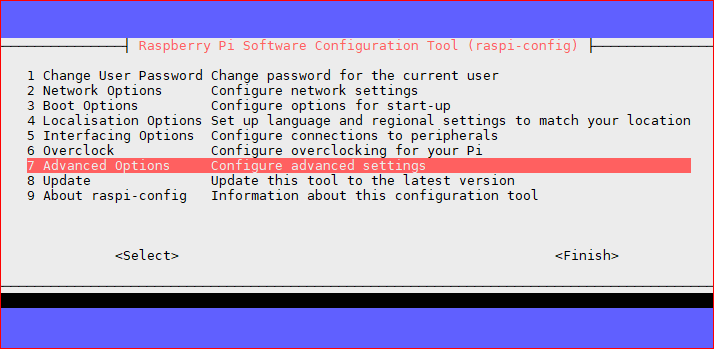 Raspberry Pi Software Configuration Tool (raspi-config)
1 Change User Password Change password for the current user
2 Network Options Configure network settings
3 Boot Options Configure options for start-up
4 Localisation Options Set up language and regional settings to match your location
5 Interfacing Options Configure connections to peripherals
6 Overclock Configure overclocking for your Pi
7 Advanced Options Configure advanced settings
8 Update Update this tool to the latest version
9 About raspi-config Information about this configuration tool
<Select> <Finish>